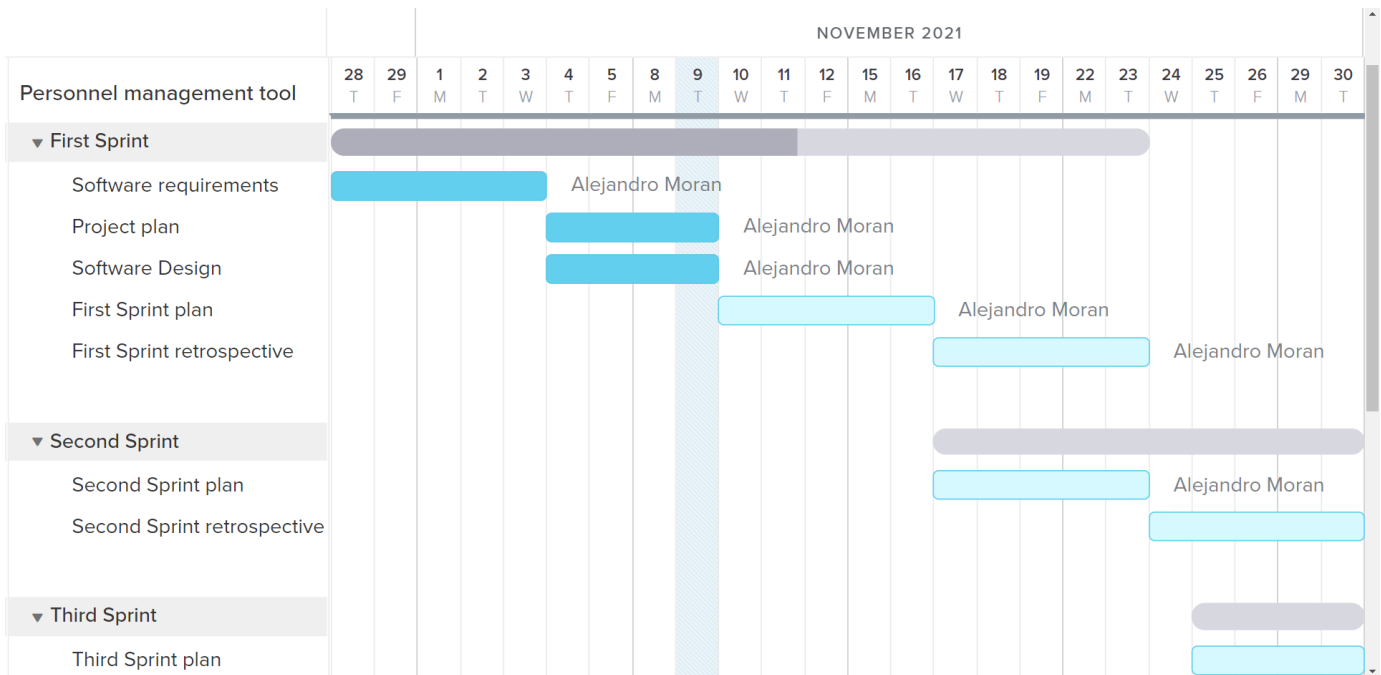 NOVEMBER 2021
28 29 1 2 3 4 5 8 9 10 11 12 15 16 17 18 19 22 23 24 25 26 29 30
Personnel management tool
T F M T W T F M T W T F M T W T F M T W T F M T
First Sprint
Software requirements Alejandro Moran
Project plan Alejandro Moran
Software Design Alejandro Moran
First Sprint plan Alejandro Moran
First Sprint retrospective Alejandro Moran
Second Sprint
Second Sprint plan Alejandro Moran
Second Sprint retrospective
Third Sprint
Third Sprint plan